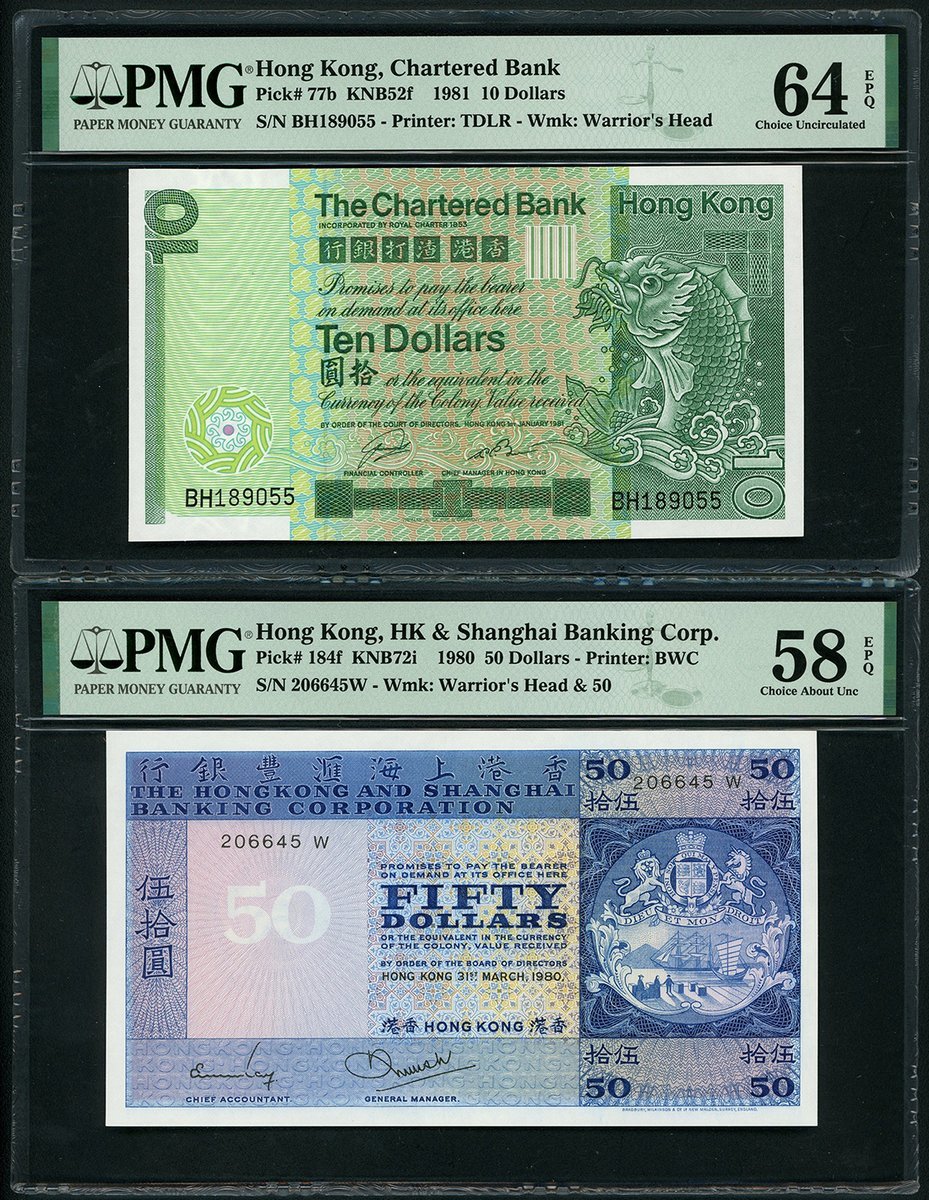 PMG® Hong Kong, Chartered Bank
Pick# 77b KNB52f 1981 10 Dollars
PAPER MONEY GUARANTY
S/N BH189055 - Printer: TDLR - Wmk: Warrior's Head
64 EPQ
Choice Uncirculated
10
The Chartered Bank
Hong Kong
INCORPORATED BY ROYAL CHARTER 1853
行銀打渣港香
Promises to pay the bearer
on demand at its office here
Ten Dollars
圓拾 or the equivalent in the
Currency of the Colony Value received
BY ORDER OF THE COURT OF DIRECTORS, HONG KONG 1ST JANUARY 1981
FINANCIAL CONTROLLER CHIEF MANAGER IN HONG KONG
BH189055
BH189055
10
PMG® Hong Kong, HK & Shanghai Banking Corp.
Pick# 184f KNB72i 1980 50 Dollars - Printer: BWC
PAPER MONEY GUARANTY
S/N 206645W - Wmk: Warrior's Head & 50
58 EPQ
Choice About Unc
行銀豐滙海上港香
THE HONGKONG AND SHANGHAI
BANKING CORPORATION
50 206645 W 50
拾伍 拾伍
206645 W
50
伍拾圓
PROMISES TO PAY THE BEARER
ON DEMAND AT ITS OFFICE HERE
FIFTY
DOLLARS
OR THE EQUIVALENT IN THE CURRENCY
OF THE COLONY, VALUE RECEIVED
BY ORDER OF THE BOARD OF DIRECTORS
HONG KONG 31ST MARCH, 1980.
港香 HONG KONG 港香
DIEU ET MON DROIT
拾伍 拾伍
50 50
CHIEF ACCOUNTANT. GENERAL MANAGER.
BRADBURY, WILKINSON & Co Ld NEW MALDEN, SURREY, ENGLAND.